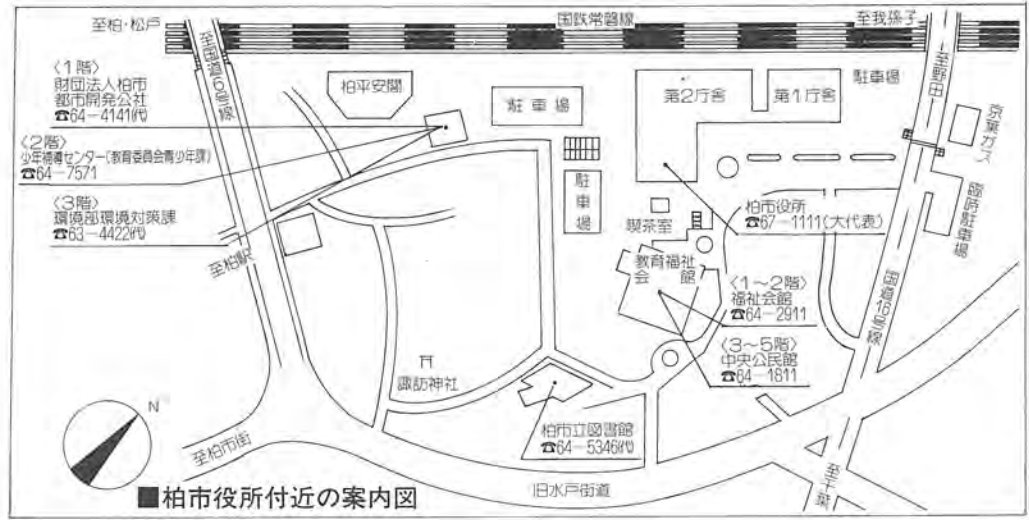 国鉄常磐線
至柏・松戸
至我孫子
至国道6号線
至野田
〈1階〉
財団法人柏市
都市開発公社
☎64−4141㈹
〈2階〉
少年補導センター(教育委員会青少年課)
☎64−7571
〈3階〉
環境部環境対策課
☎63−4422㈹
至柏駅
柏平安閣
駐車場
駐車場
第2庁舎
第1庁舎
駐車場
京葉ガス
臨時駐車場
柏市役所
☎67−1111(大代表)
喫茶室
教育福祉
会館
〈1〜2階〉
福祉会館
☎64−2911
〈3〜5階〉
中央公民館
☎64−1811
国道16号線
諏訪神社
柏市立図書館
☎64−5346㈹
至柏市街
旧水戸街道
至千葉
N
■柏市役所付近の案内図